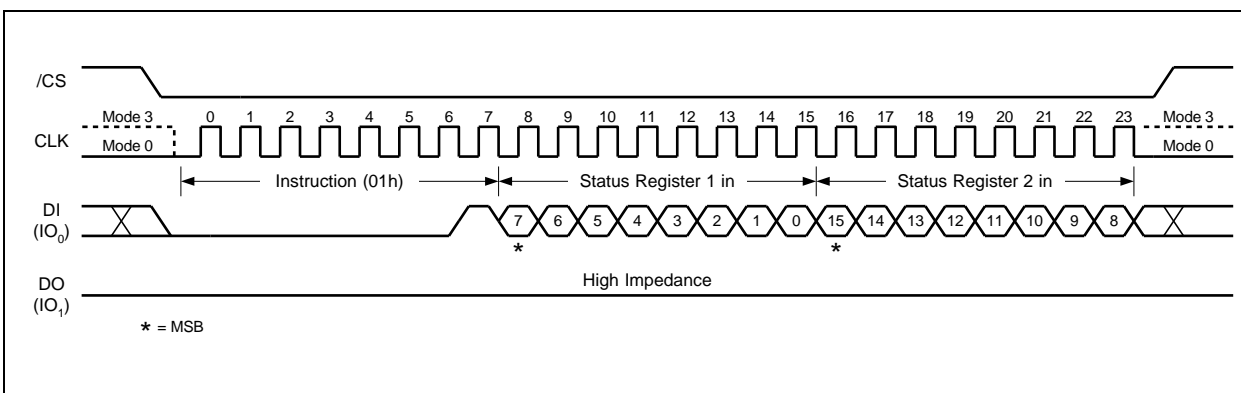 /CS
Mode 3 0 1 2 3 4 5 6 7 8 9 10 11 12 13 14 15 16 17 18 19 20 21 22 23 Mode 3
CLK
Mode 0 Mode 0
Instruction (01h) Status Register 1 in Status Register 2 in
DI
(IO0) 7 6 5 4 3 2 1 0 15 14 13 12 11 10 9 8
* *
DO High Impedance
(IO1)
* = MSB